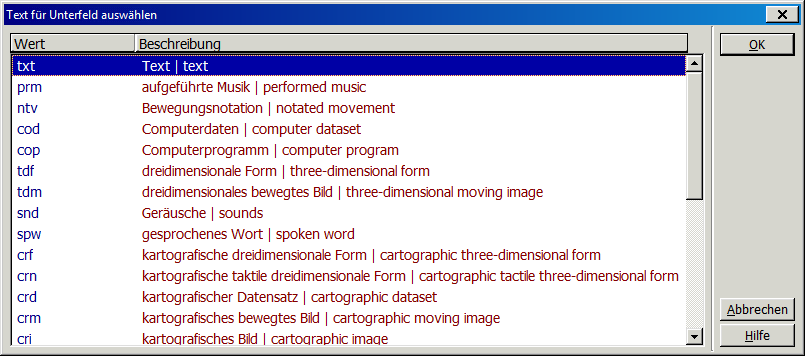 Text für Unterfeld auswählen
Wert Beschreibung
txt Text | text
prm aufgeführte Musik | performed music
ntv Bewegungsnotation | notated movement
cod Computerdaten | computer dataset
cop Computerprogramm | computer program
tdf dreidimensionale Form | three-dimensional form
tdm dreidimensionales bewegtes Bild | three-dimensional moving image
snd Geräusche | sounds
spw gesprochenes Wort | spoken word
crf kartografische dreidimensionale Form | cartographic three-dimensional form
crn kartografische taktile dreidimensionale Form | cartographic tactile three-dimensional form
crd kartografischer Datensatz | cartographic dataset
crm kartografisches bewegtes Bild | cartographic moving image
cri kartografisches Bild | cartographic image
OK
Abbrechen
Hilfe